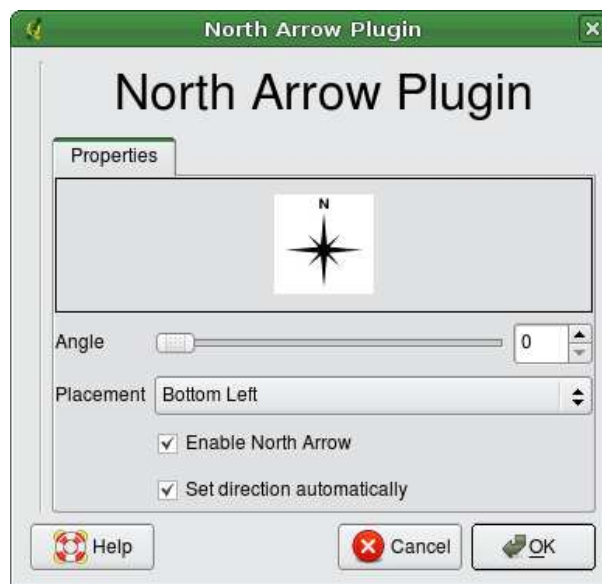 North Arrow Plugin
North Arrow Plugin
Properties
N
Angle 0
Placement Bottom Left
Enable North Arrow
Set direction automatically
Help Cancel OK